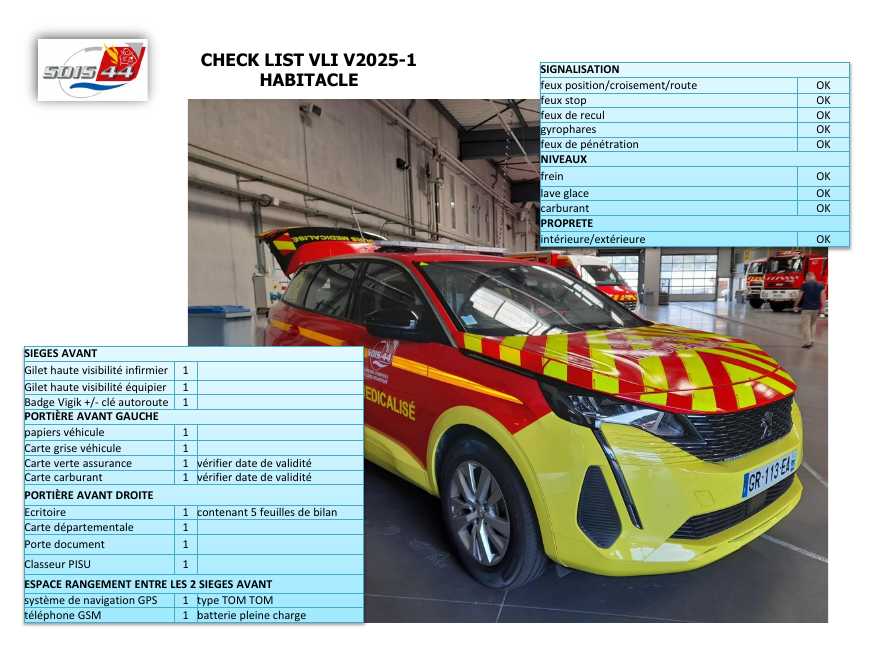 SDIS 44
CHECK LIST VLI V2025-1
HABITACLE
SIGNALISATION
feux position/croisement/route OK
feux stop OK
feux de recul OK
gyrophares OK
feux de pénétration OK
NIVEAUX
frein OK
lave glace OK
carburant OK
PROPRETE
intérieure/extérieure OK
MEDICALISÉ
SDIS 44
MEDICALISÉ
GR-113-EA
SIEGES AVANT
Gilet haute visibilité infirmier 1
Gilet haute visibilité équipier 1
Badge Vigik +/- clé autoroute 1
PORTIÈRE AVANT GAUCHE
papiers véhicule 1
Carte grise véhicule 1
Carte verte assurance 1 vérifier date de validité
Carte carburant 1 vérifier date de validité
PORTIÈRE AVANT DROITE
Ecritoire 1 contenant 5 feuilles de bilan
Carte départementale 1
Porte document 1
Classeur PISU 1
ESPACE RANGEMENT ENTRE LES 2 SIEGES AVANT
système de navigation GPS 1 type TOM TOM
téléphone GSM 1 batterie pleine charge